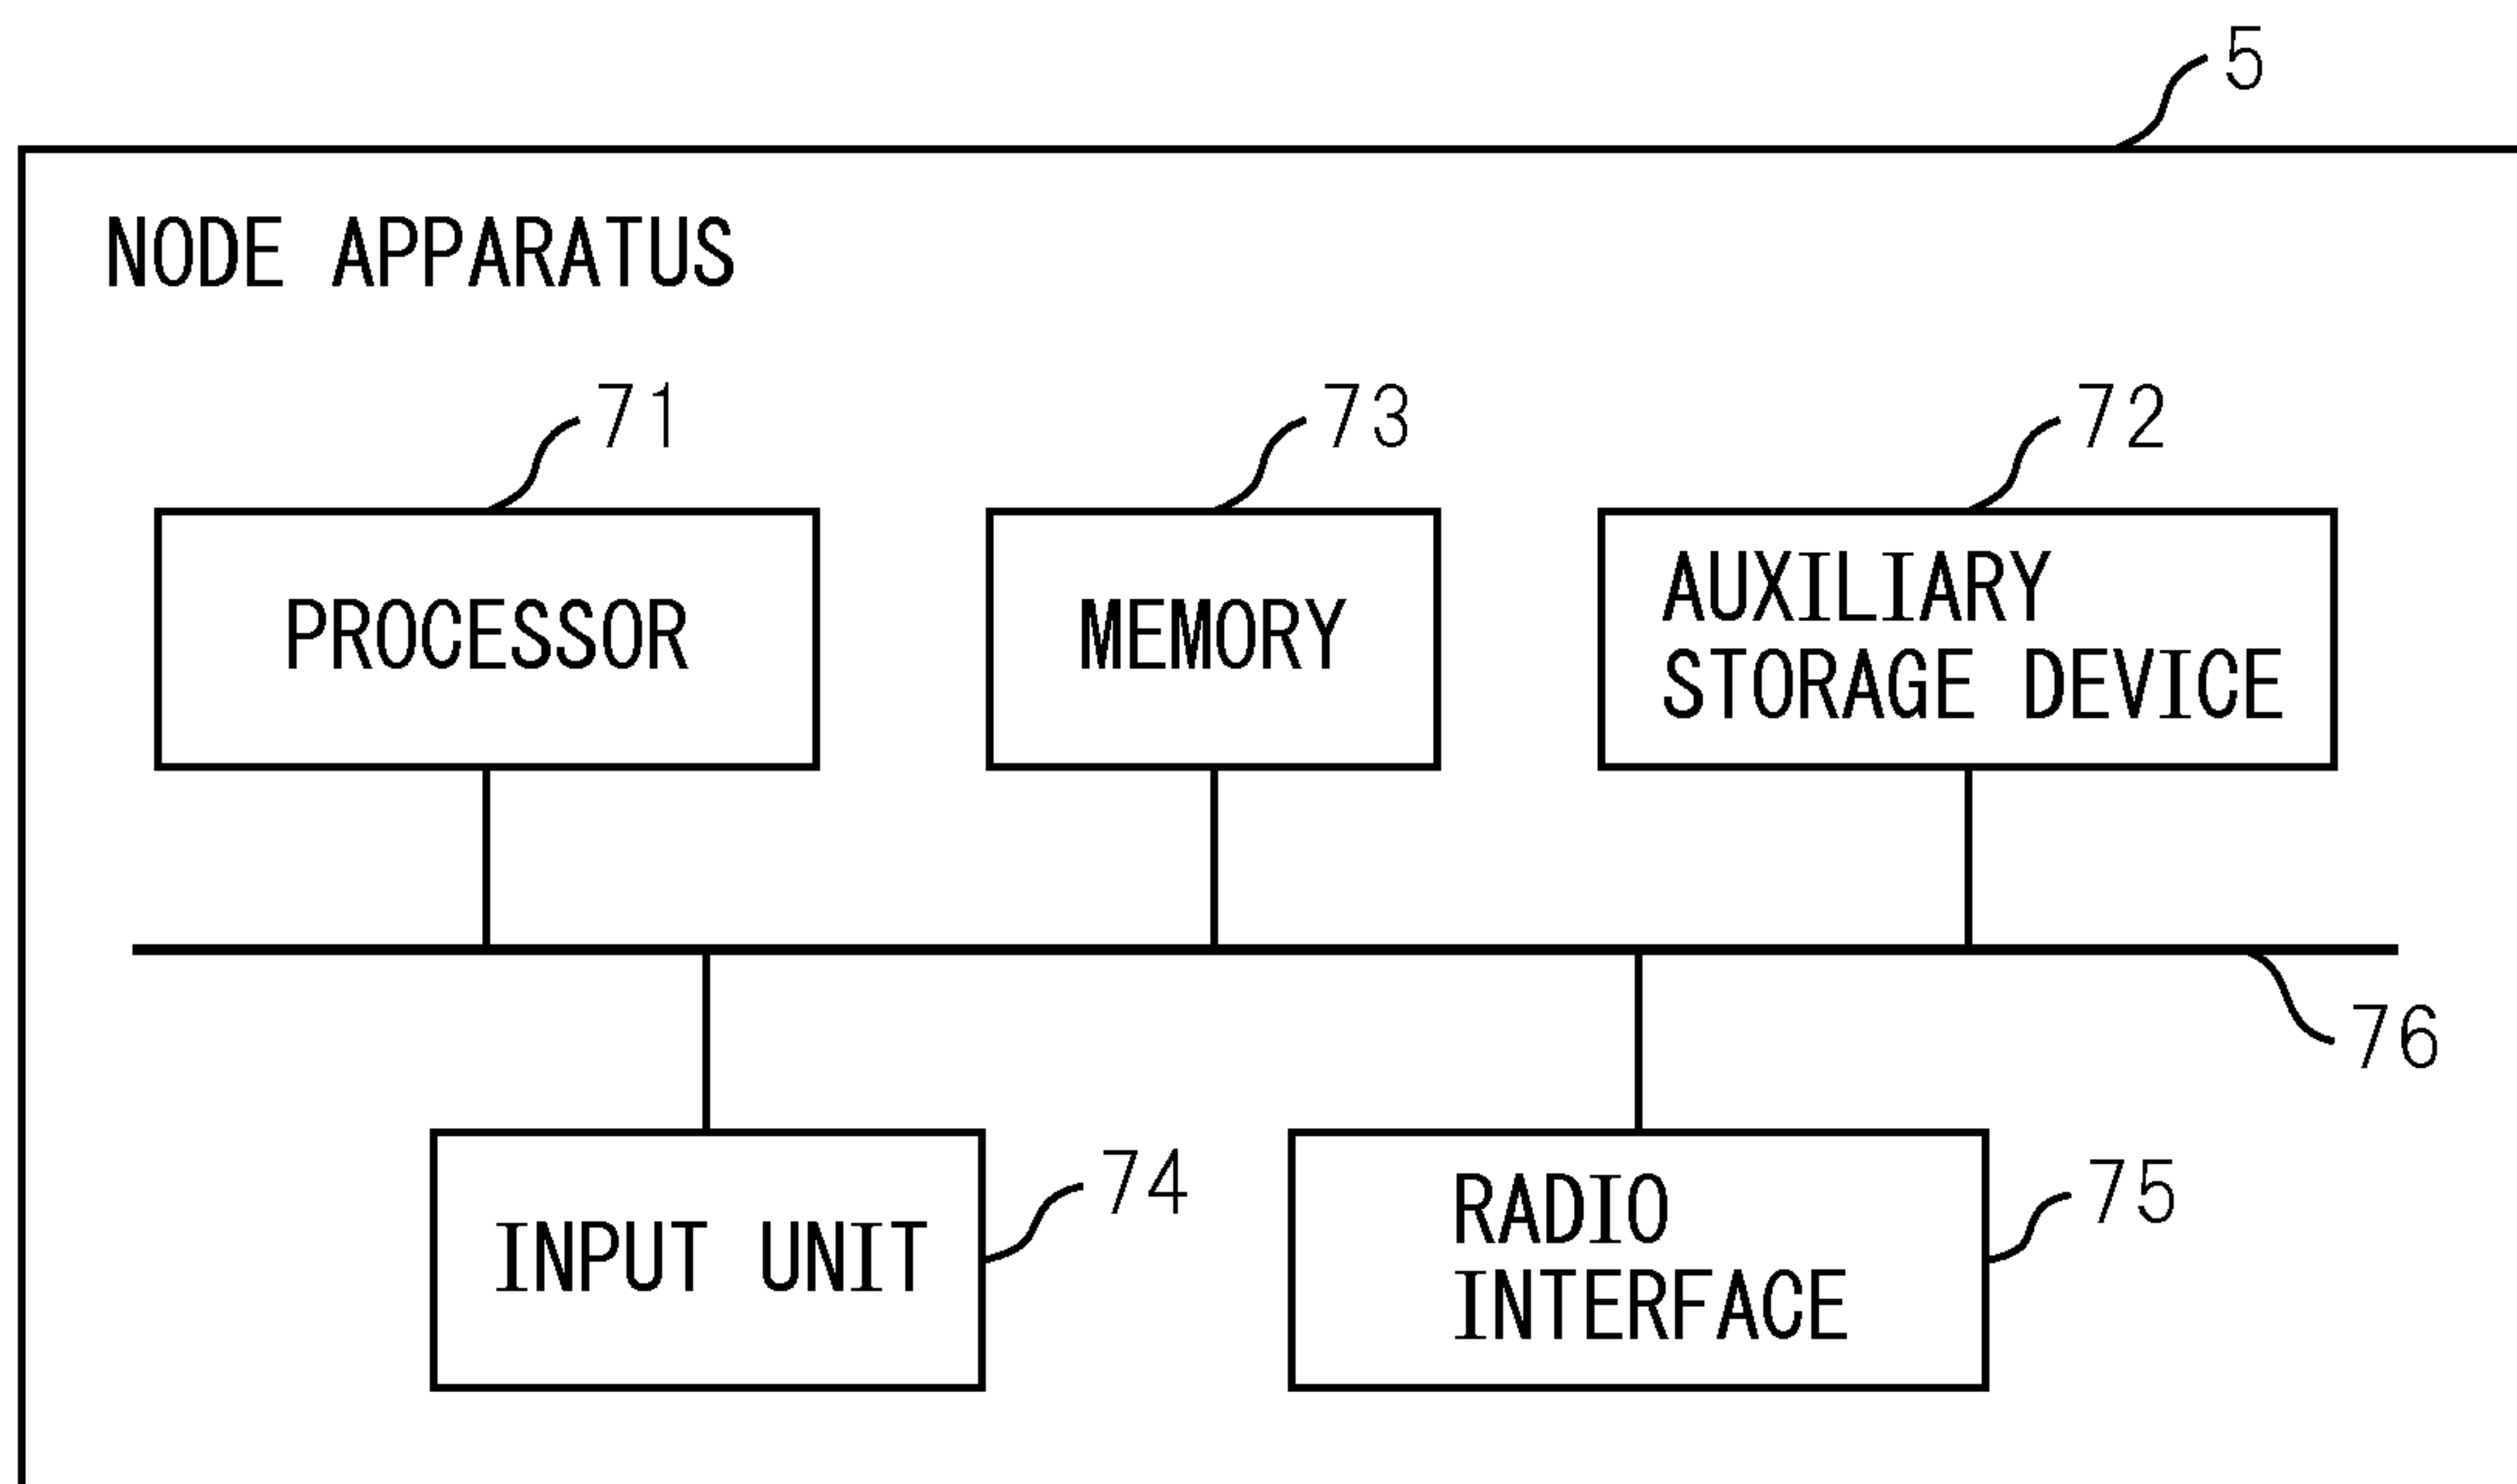 5
NODE APPARATUS
71
73
72
PROCESSOR
MEMORY
AUXILIARY
STORAGE DEVICE
76
74
75
INPUT UNIT
RADIO
INTERFACE